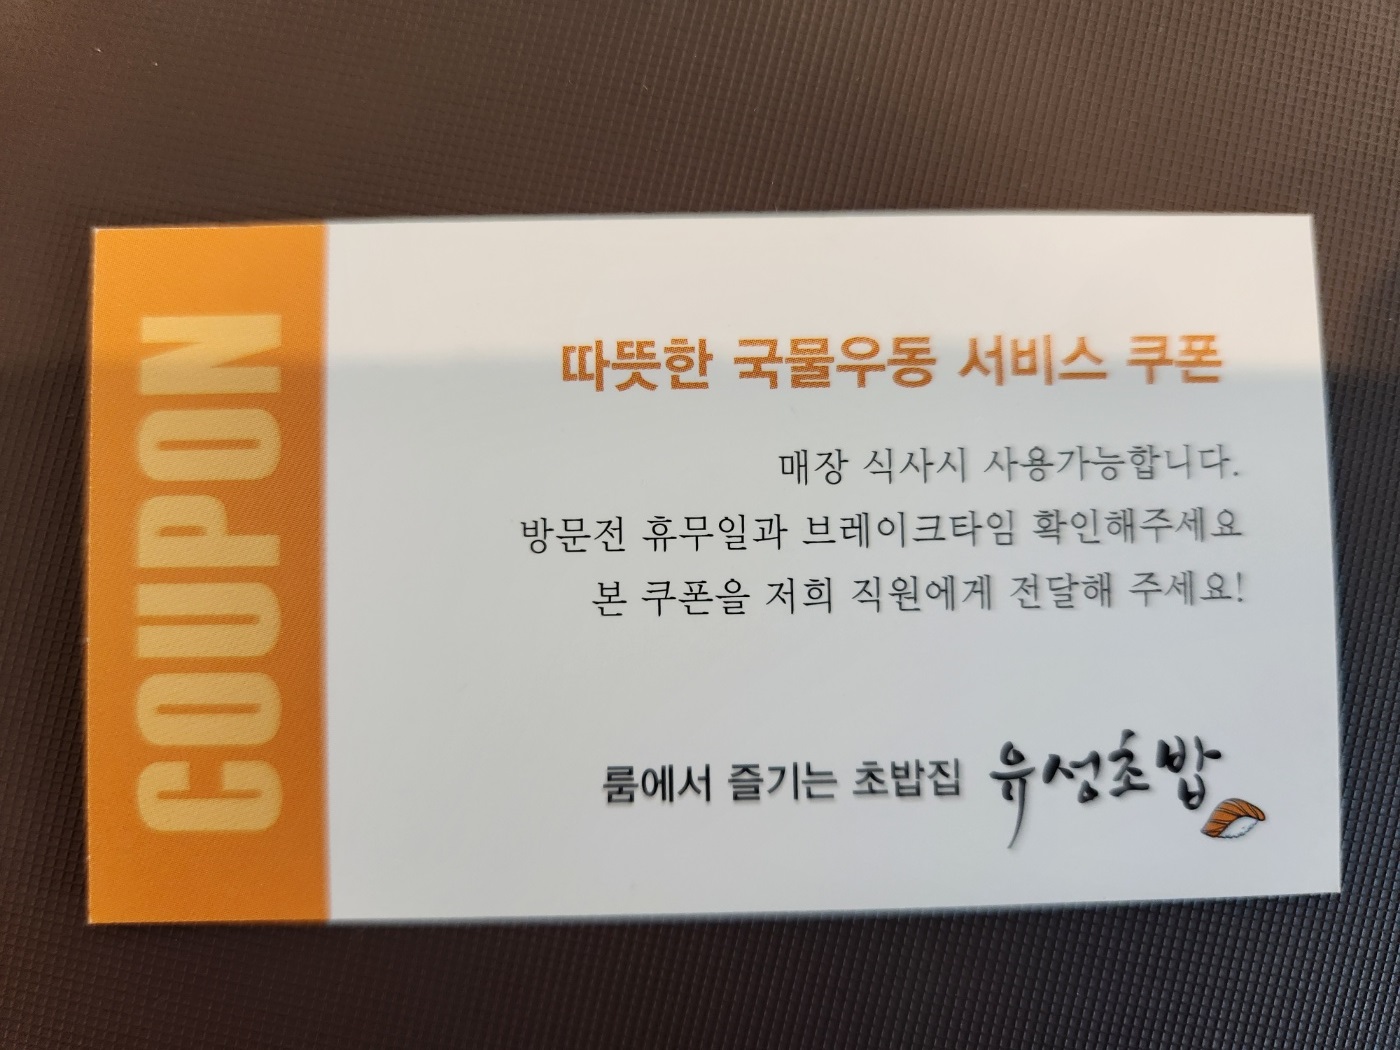 COUPON
따뜻한 국물우동 서비스 쿠폰
매장 식사시 사용가능합니다.
방문전 휴무일과 브레이크타임 확인해주세요
본 쿠폰을 저희 직원에게 전달해 주세요!
룸에서 즐기는 초밥집 유성초밥